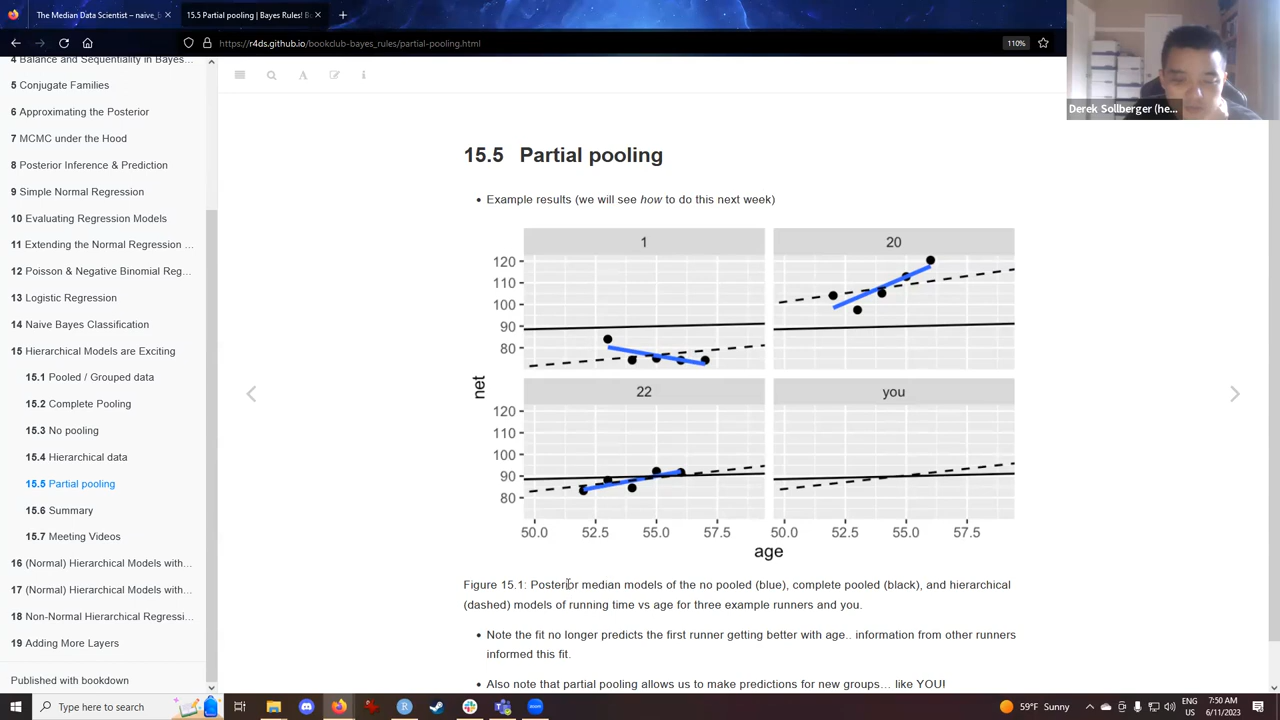 The Median Data Scientist – naive_b
15.5 Partial pooling | Bayes Rules! B
https://r4ds.github.io/bookclub-bayes_rules/partial-pooling.html
110%
Derek Sollberger (he...
4 Balance and Sequentiality in Bayes...
5 Conjugate Families
6 Approximating the Posterior
7 MCMC under the Hood
8 Posterior Inference & Prediction
9 Simple Normal Regression
10 Evaluating Regression Models
11 Extending the Normal Regression ...
12 Poisson & Negative Binomial Reg...
13 Logistic Regression
14 Naive Bayes Classification
15 Hierarchical Models are Exciting
15.1 Pooled / Grouped data
15.2 Complete Pooling
15.3 No pooling
15.4 Hierarchical data
15.5 Partial pooling
15.6 Summary
15.7 Meeting Videos
16 (Normal) Hierarchical Models with...
17 (Normal) Hierarchical Models with...
18 Non-Normal Hierarchical Regressi...
19 Adding More Layers
Published with bookdown
15.5 Partial pooling
• Example results (we will see how to do this next week)
1
20
120
110
100
90
80
22
you
120
110
100
90
80
net
50.0 52.5 55.0 57.5 50.0 52.5 55.0 57.5
age
Figure 15.1: Posterior median models of the no pooled (blue), complete pooled (black), and hierarchical
(dashed) models of running time vs age for three example runners and you.
• Note the fit no longer predicts the first runner getting better with age.. information from other runners
informed this fit.
• Also note that partial pooling allows us to make predictions for new groups… like YOU!
Type here to search
59°F Sunny
ENG
US
7:50 AM
6/11/2023